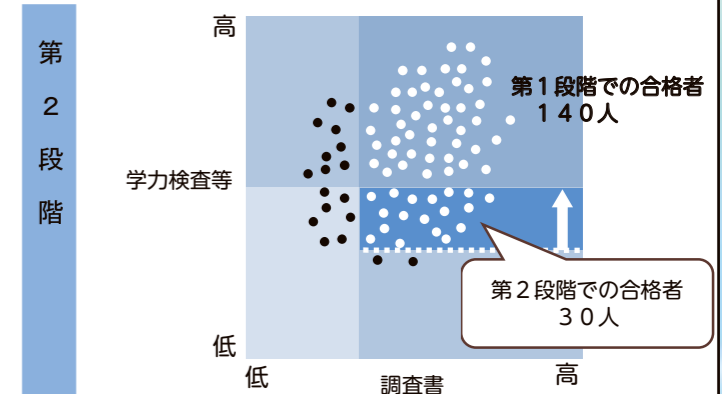 第
２
段
階
高
学力検査等
低
低
調査書
高
第１段階での合格者
１４０人
第２段階での合格者
３０人